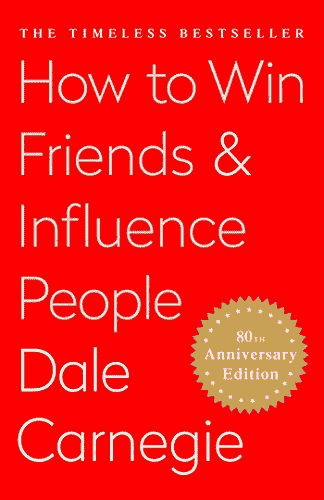 THE TIMELESS BESTSELLER
How to Win
Friends &
Influence
People
80TH
Anniversary
Edition
Dale
Carnegie